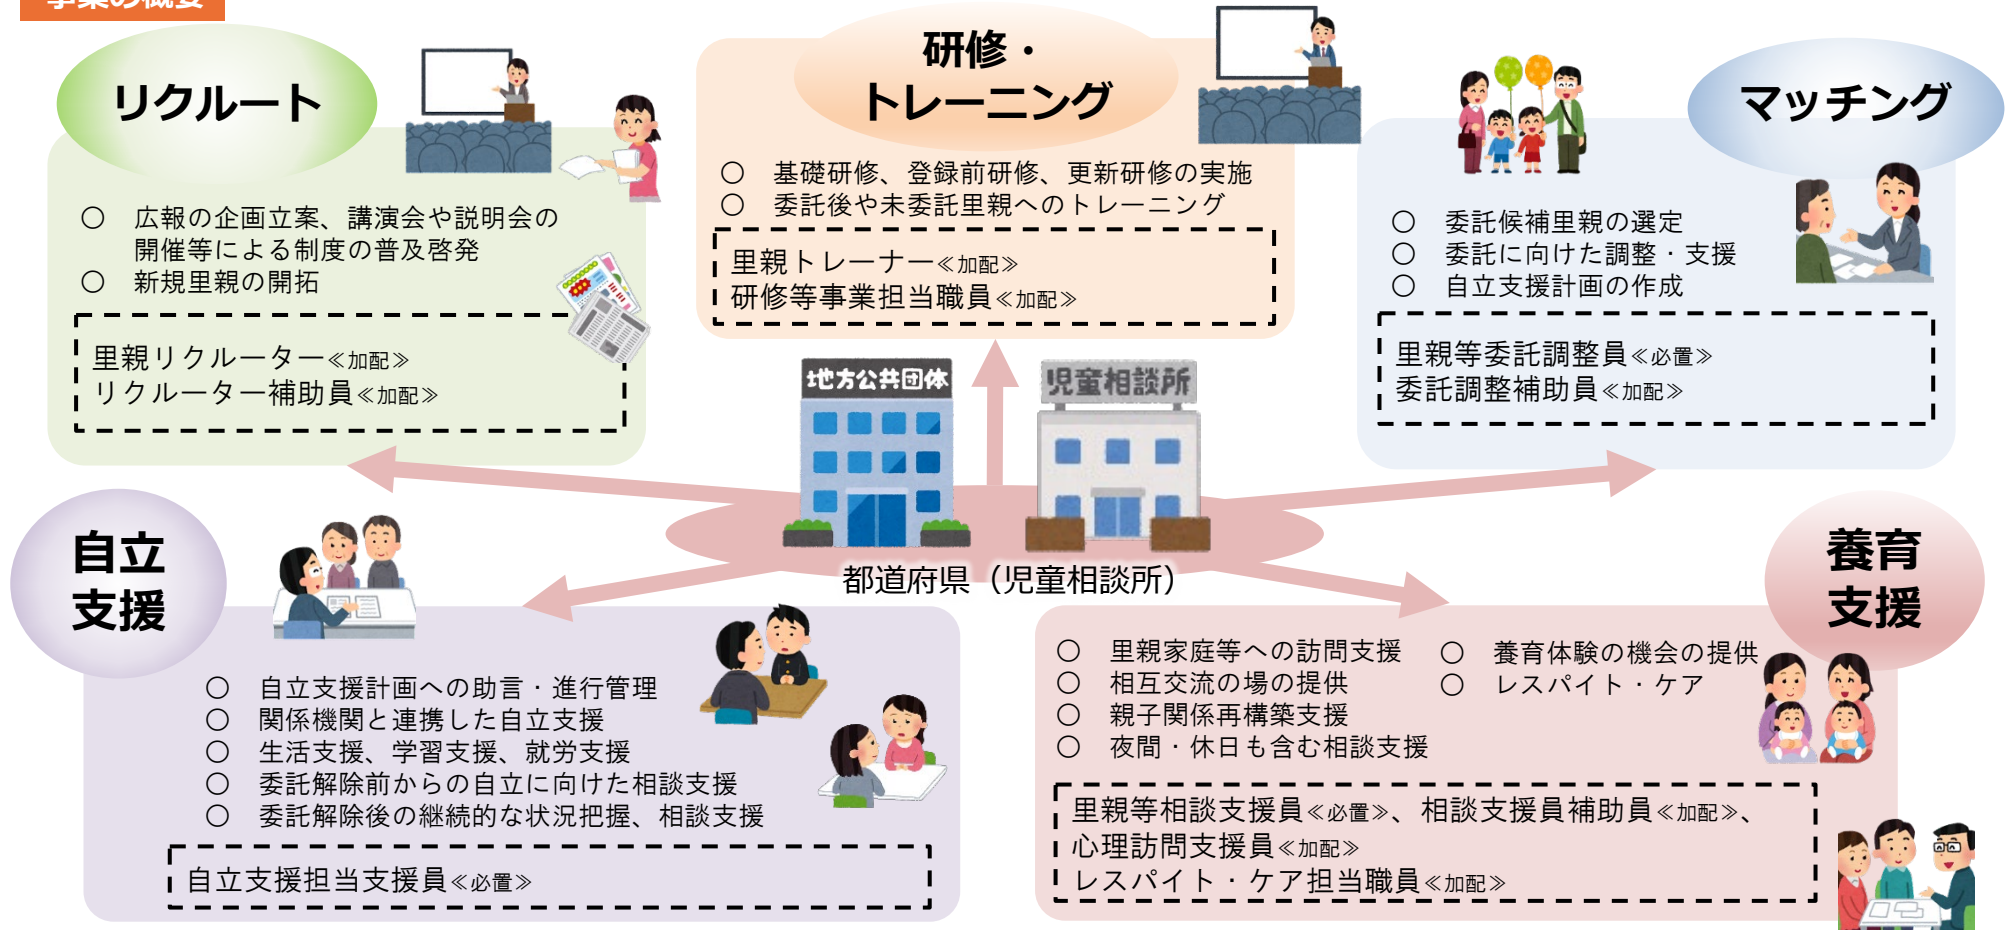 事業の概要
リクルート
○ 広報の企画立案、講演会や説明会の
開催等による制度の普及啓発
○ 新規里親の開拓
里親リクルーター≪加配≫
リクルーター補助員≪加配≫
研修・
トレーニング
○ 基礎研修、登録前研修、更新研修の実施
○ 委託後や未委託里親へのトレーニング
里親トレーナー≪加配≫
研修等事業担当職員≪加配≫
マッチング
○ 委託候補里親の選定
○ 委託に向けた調整・支援
○ 自立支援計画の作成
里親等委託調整員≪必置≫
委託調整補助員≪加配≫
地方公共団体
児童相談所
都道府県（児童相談所）
自立
支援
○ 自立支援計画への助言・進行管理
○ 関係機関と連携した自立支援
○ 生活支援、学習支援、就労支援
○ 委託解除前からの自立に向けた相談支援
○ 委託解除後の継続的な状況把握、相談支援
自立支援担当支援員≪必置≫
養育
支援
○ 里親家庭等への訪問支援
○ 相互交流の場の提供
○ 親子関係再構築支援
○ 夜間・休日も含む相談支援
○ 養育体験の機会の提供
○ レスパイト・ケア
里親等相談支援員≪必置≫、相談支援員補助員≪加配≫、
心理訪問支援員≪加配≫
レスパイト・ケア担当職員≪加配≫